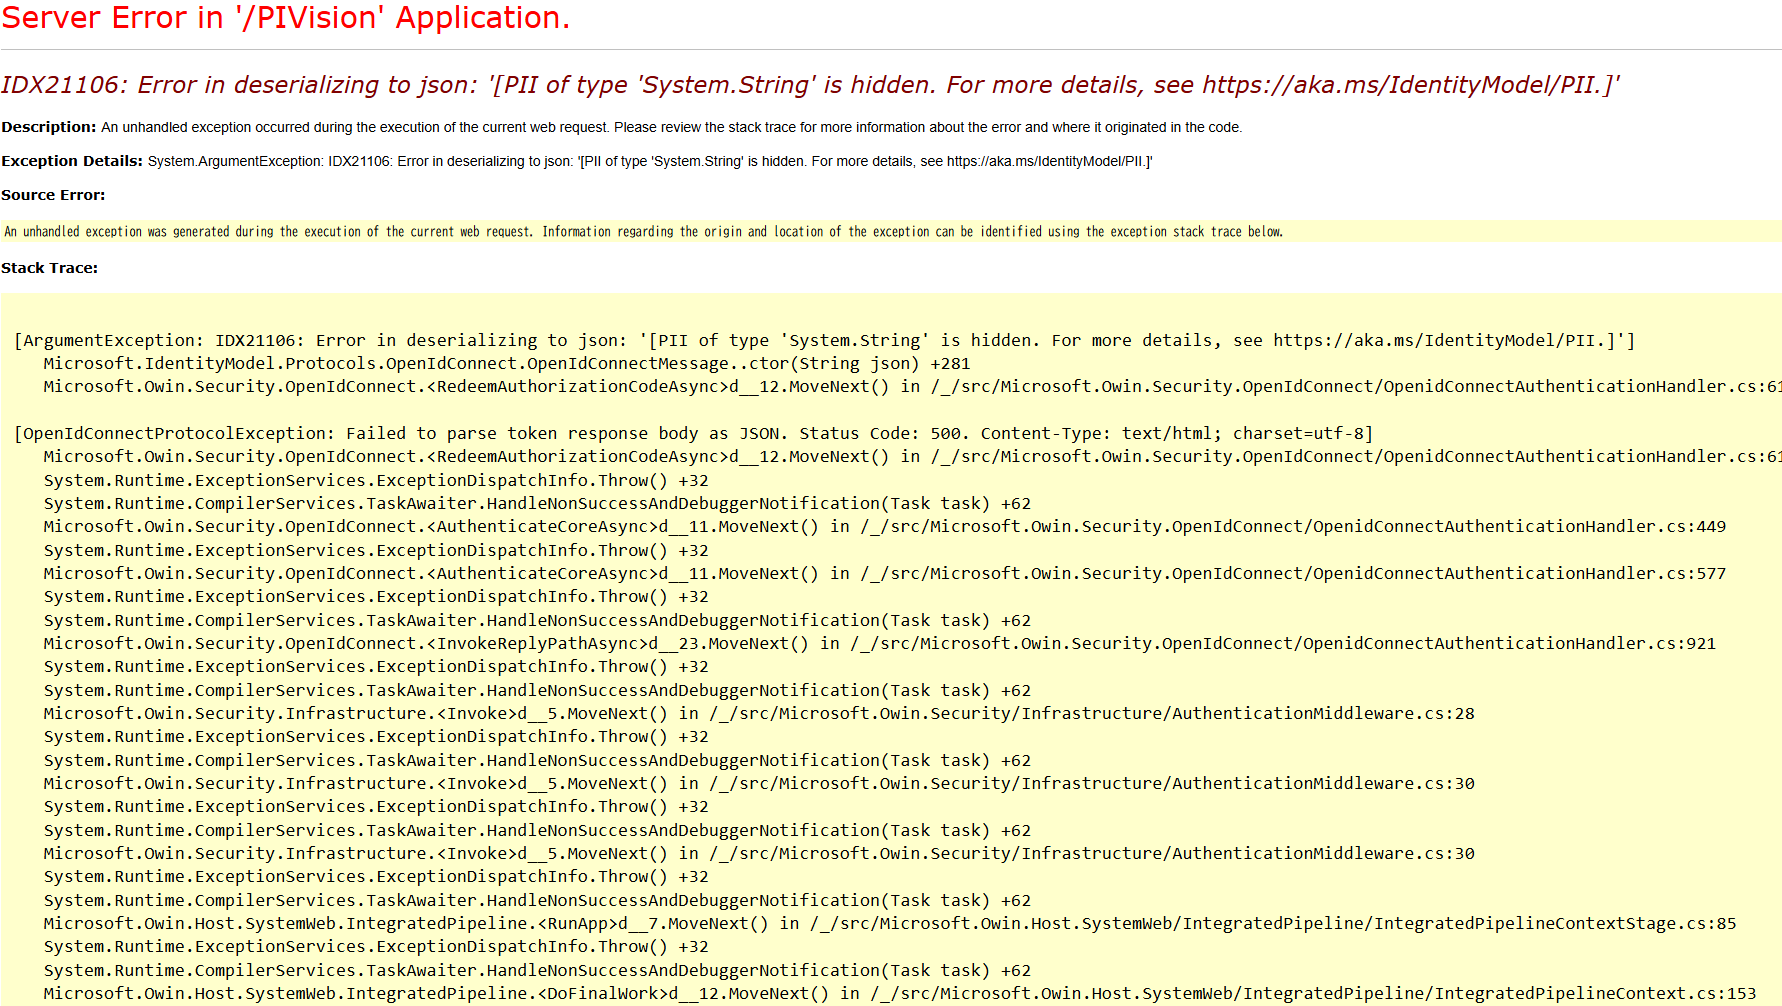 Server Error in '/PIVision' Application.
IDX21106: Error in deserializing to json: '[PII of type 'System.String' is hidden. For more details, see https://aka.ms/IdentityModel/PII.]'
Description: An unhandled exception occurred during the execution of the current web request. Please review the stack trace for more information about the error and where it originated in the code.
Exception Details: System.ArgumentException: IDX21106: Error in deserializing to json: '[PII of type 'System.String' is hidden. For more details, see https://aka.ms/IdentityModel/PII.]'
Source Error:
An unhandled exception was generated during the execution of the current web request. Information regarding the origin and location of the exception can be identified using the exception stack trace below.
Stack Trace:
[ArgumentException: IDX21106: Error in deserializing to json: '[PII of type 'System.String' is hidden. For more details, see https://aka.ms/IdentityModel/PII.]']
Microsoft.IdentityModel.Protocols.OpenIdConnect.OpenIdConnectMessage..ctor(String json) +281
Microsoft.Owin.Security.OpenIdConnect.<RedeemAuthorizationCodeAsync>d__12.MoveNext() in /_/src/Microsoft.Owin.Security.OpenIdConnect/OpenidConnectAuthenticationHandler.cs:61
[OpenIdConnectProtocolException: Failed to parse token response body as JSON. Status Code: 500. Content-Type: text/html; charset=utf-8]
Microsoft.Owin.Security.OpenIdConnect.<RedeemAuthorizationCodeAsync>d__12.MoveNext() in /_/src/Microsoft.Owin.Security.OpenIdConnect/OpenidConnectAuthenticationHandler.cs:61
System.Runtime.ExceptionServices.ExceptionDispatchInfo.Throw() +32
System.Runtime.CompilerServices.TaskAwaiter.HandleNonSuccessAndDebuggerNotification(Task task) +62
Microsoft.Owin.Security.OpenIdConnect.<AuthenticateCoreAsync>d__11.MoveNext() in /_/src/Microsoft.Owin.Security.OpenIdConnect/OpenidConnectAuthenticationHandler.cs:449
System.Runtime.ExceptionServices.ExceptionDispatchInfo.Throw() +32
Microsoft.Owin.Security.OpenIdConnect.<AuthenticateCoreAsync>d__11.MoveNext() in /_/src/Microsoft.Owin.Security.OpenIdConnect/OpenidConnectAuthenticationHandler.cs:577
System.Runtime.ExceptionServices.ExceptionDispatchInfo.Throw() +32
System.Runtime.CompilerServices.TaskAwaiter.HandleNonSuccessAndDebuggerNotification(Task task) +62
Microsoft.Owin.Security.OpenIdConnect.<InvokeReplyPathAsync>d__23.MoveNext() in /_/src/Microsoft.Owin.Security.OpenIdConnect/OpenidConnectAuthenticationHandler.cs:921
System.Runtime.ExceptionServices.ExceptionDispatchInfo.Throw() +32
System.Runtime.CompilerServices.TaskAwaiter.HandleNonSuccessAndDebuggerNotification(Task task) +62
Microsoft.Owin.Security.Infrastructure.<Invoke>d__5.MoveNext() in /_/src/Microsoft.Owin.Security/Infrastructure/AuthenticationMiddleware.cs:28
System.Runtime.ExceptionServices.ExceptionDispatchInfo.Throw() +32
System.Runtime.CompilerServices.TaskAwaiter.HandleNonSuccessAndDebuggerNotification(Task task) +62
Microsoft.Owin.Security.Infrastructure.<Invoke>d__5.MoveNext() in /_/src/Microsoft.Owin.Security/Infrastructure/AuthenticationMiddleware.cs:30
System.Runtime.ExceptionServices.ExceptionDispatchInfo.Throw() +32
System.Runtime.CompilerServices.TaskAwaiter.HandleNonSuccessAndDebuggerNotification(Task task) +62
Microsoft.Owin.Security.Infrastructure.<Invoke>d__5.MoveNext() in /_/src/Microsoft.Owin.Security/Infrastructure/AuthenticationMiddleware.cs:30
System.Runtime.ExceptionServices.ExceptionDispatchInfo.Throw() +32
System.Runtime.CompilerServices.TaskAwaiter.HandleNonSuccessAndDebuggerNotification(Task task) +62
Microsoft.Owin.Host.SystemWeb.IntegratedPipeline.<RunApp>d__7.MoveNext() in /_/src/Microsoft.Owin.Host.SystemWeb/IntegratedPipeline/IntegratedPipelineContextStage.cs:85
System.Runtime.ExceptionServices.ExceptionDispatchInfo.Throw() +32
System.Runtime.CompilerServices.TaskAwaiter.HandleNonSuccessAndDebuggerNotification(Task task) +62
Microsoft.Owin.Host.SystemWeb.IntegratedPipeline.<DoFinalWork>d__12.MoveNext() in /_/src/Microsoft.Owin.Host.SystemWeb/IntegratedPipeline/IntegratedPipelineContext.cs:153